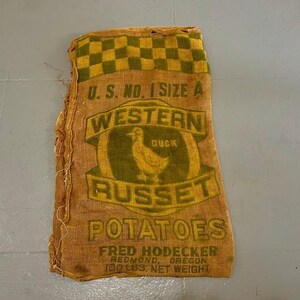 U. S. NO. 1 SIZE A
WESTERN
DUCK
RUSSET
POTATOES
FRED HODECKER
REDMOND, OREGON
100 LBS. NET WEIGHT